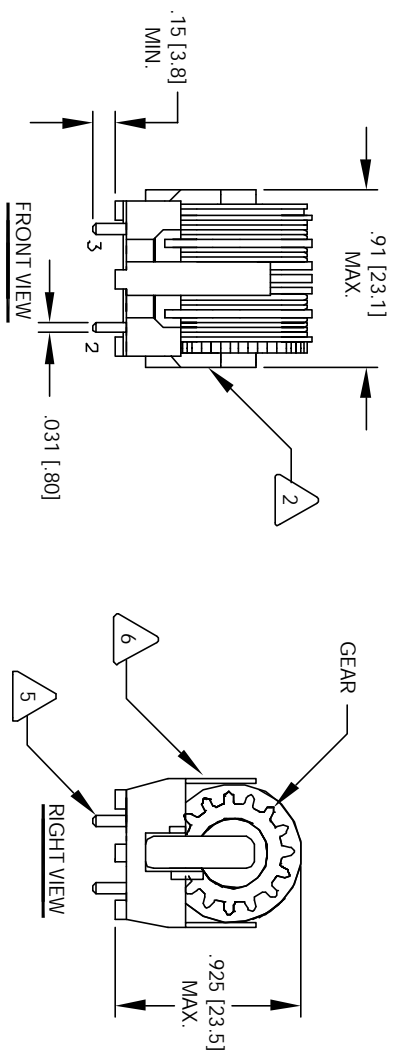 .15 [3.8]
MIN.
.91 [23.1]
MAX.
3
2
.031 [.80]
FRONT VIEW
2
GEAR
6
5
RIGHT VIEW
.925 [23.5]
MAX.